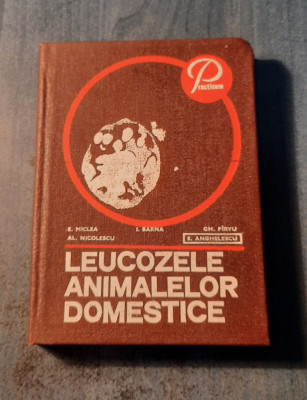 Practicum
E. MICLEA I. BARNA GH. PÎRVU
AL. NICOLESCU E. ANGHELESCU
LEUCOZELE
ANIMALELOR
DOMESTICE